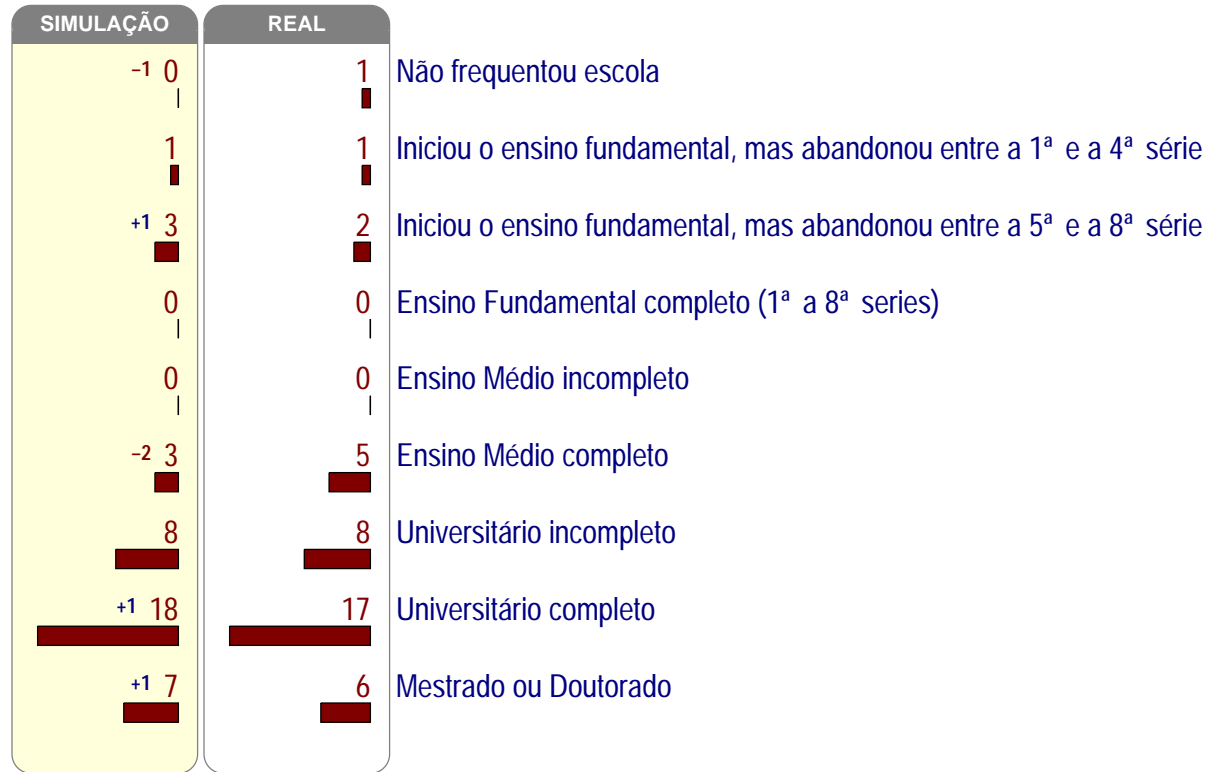 SIMULAÇÃO REAL
−1 0 1 Não frequentou escola
1 1 Iniciou o ensino fundamental, mas abandonou entre a 1ª e a 4ª série
+1 3 2 Iniciou o ensino fundamental, mas abandonou entre a 5ª e a 8ª série
0 0 Ensino Fundamental completo (1ª a 8ª series)
0 0 Ensino Médio incompleto
−2 3 5 Ensino Médio completo
8 8 Universitário incompleto
+1 18 17 Universitário completo
+1 7 6 Mestrado ou Doutorado